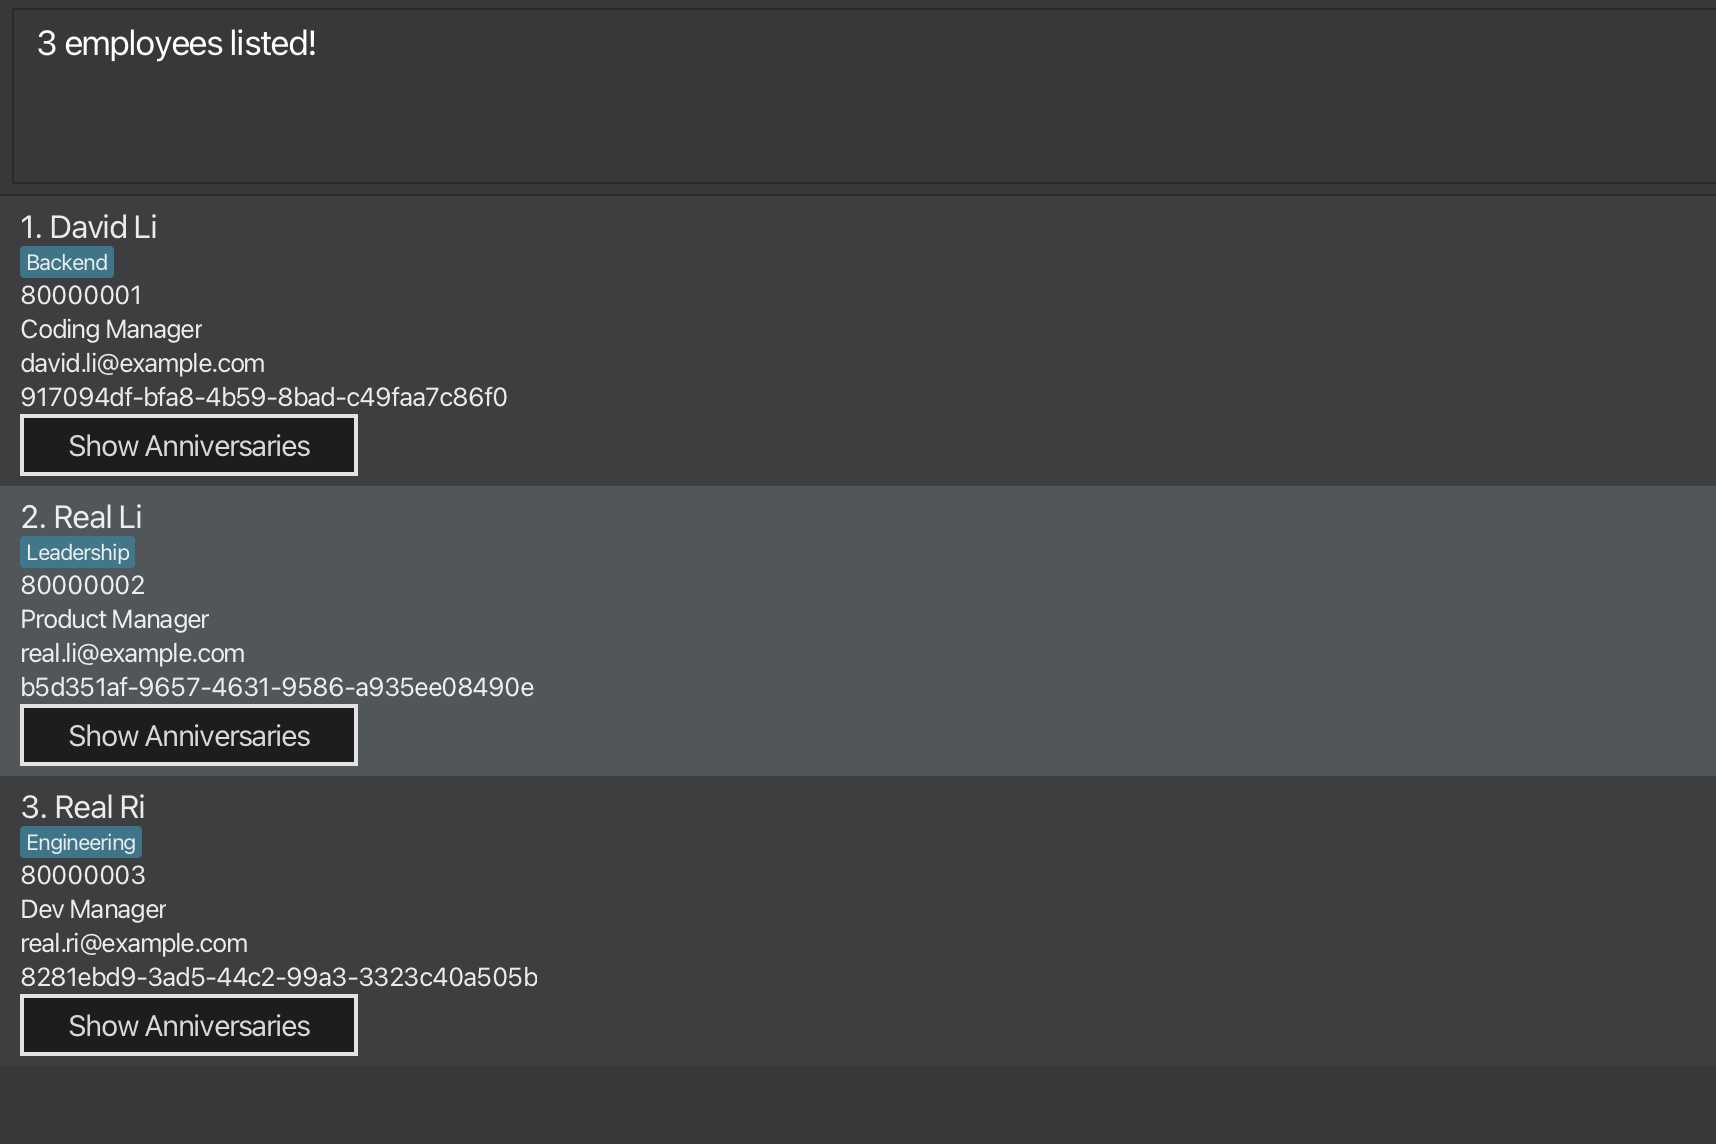 3 employees listed!
1. David Li
Backend
80000001
Coding Manager
david.li@example.com
917094df-bfa8-4b59-8bad-c49faa7c86f0
Show Anniversaries
2. Real Li
Leadership
80000002
Product Manager
real.li@example.com
b5d351af-9657-4631-9586-a935ee08490e
Show Anniversaries
3. Real Ri
Engineering
80000003
Dev Manager
real.ri@example.com
8281ebd9-3ad5-44c2-99a3-3323c40a505b
Show Anniversaries